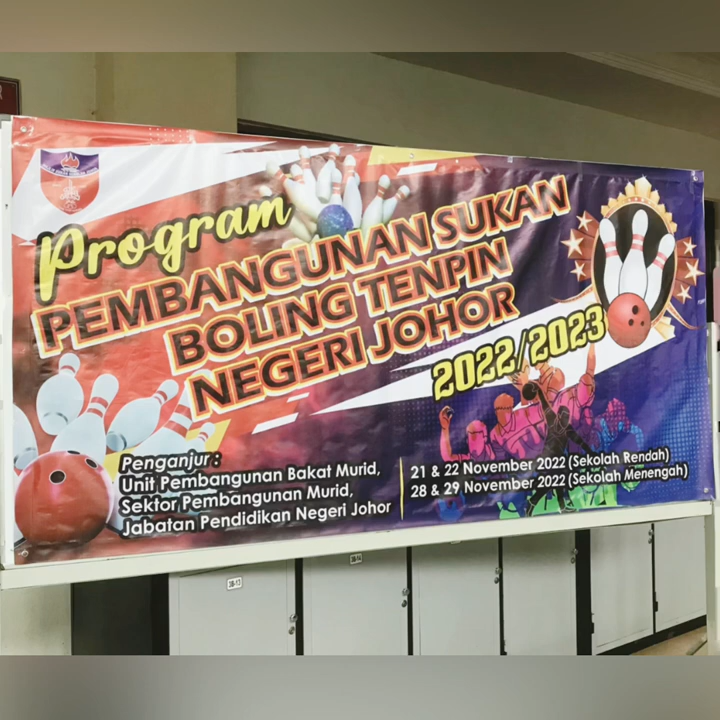 Program
PEMBANGUNAN SUKAN
BOLING TENPIN
NEGERI JOHOR
2022/2023
Penganjur :
Unit Pembangunan Bakat Murid,
Sektor Pembangunan Murid,
Jabatan Pendidikan Negeri Johor
21 & 22 November 2022 (Sekolah Rendah)
28 & 29 November 2022 (Sekolah Menengah)